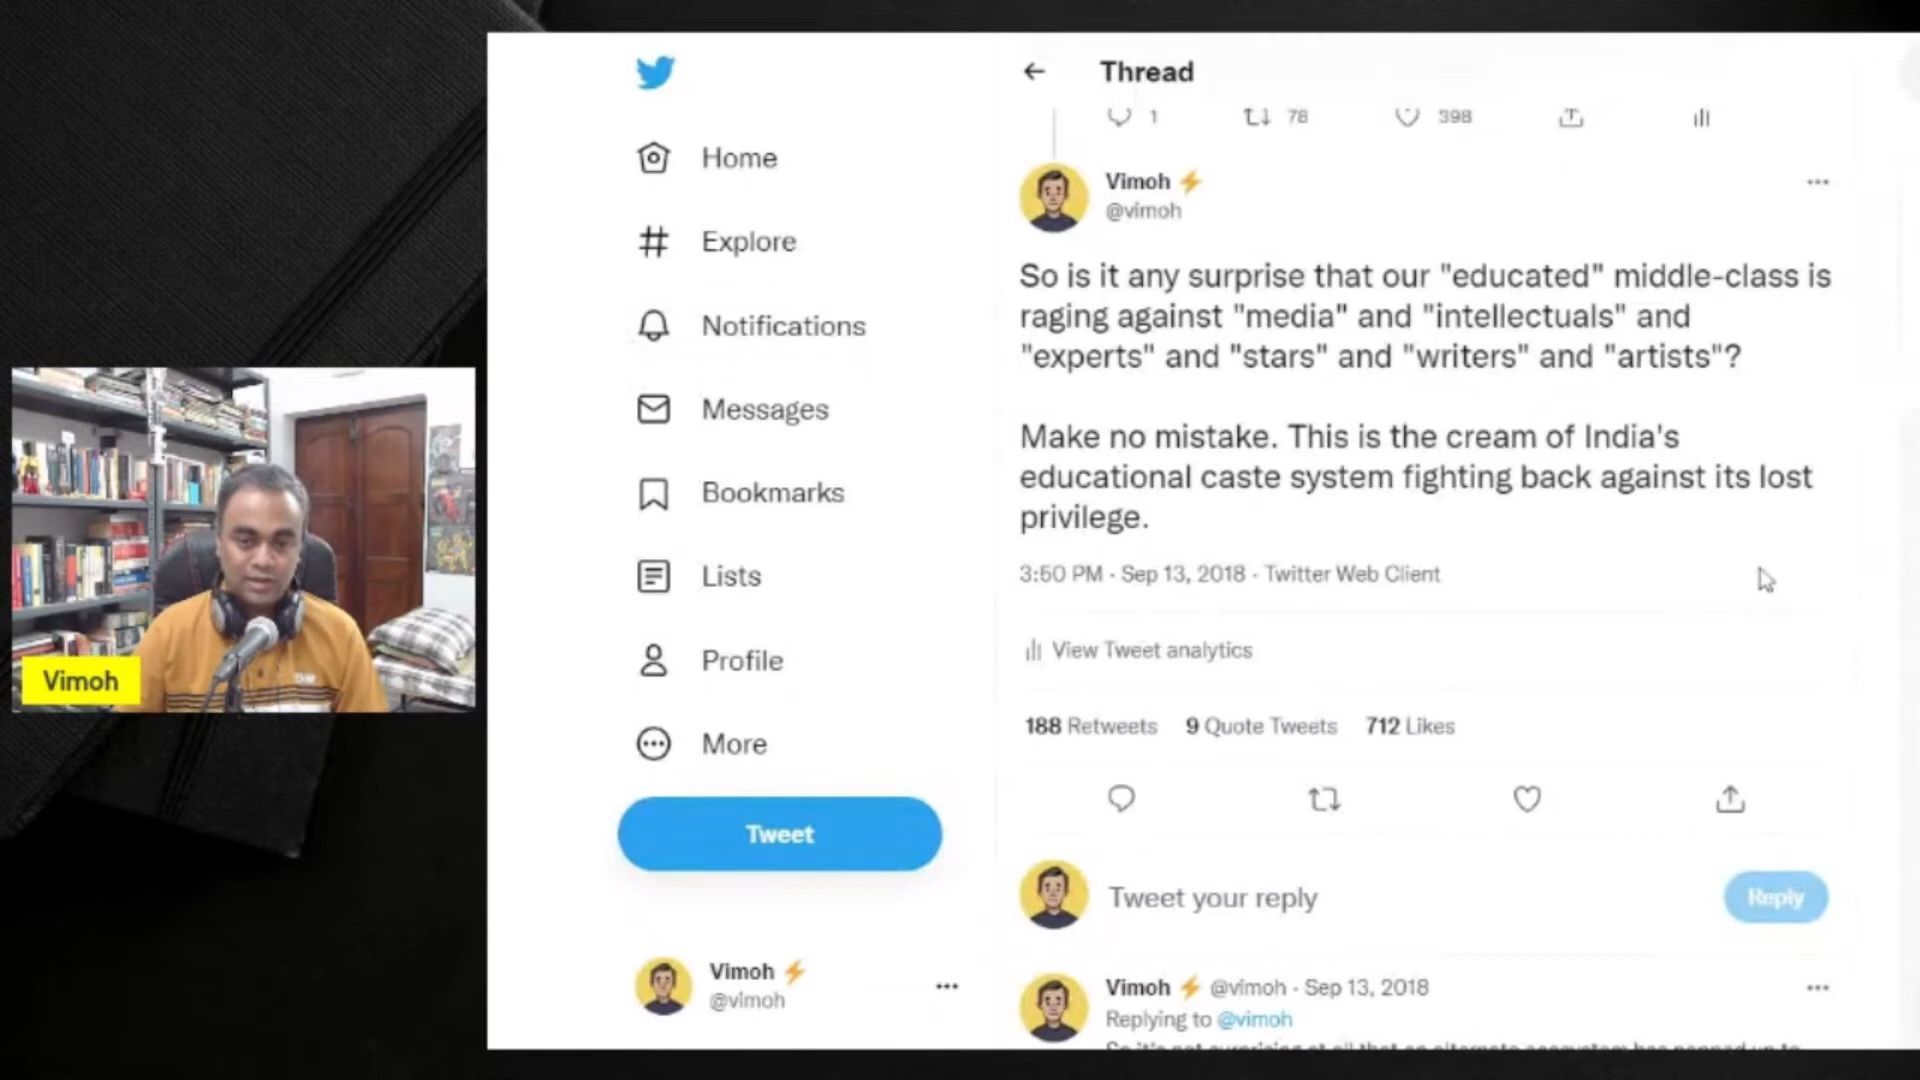 Thread
1
78
398
Vimoh
@vimoh
So is it any surprise that our "educated" middle-class is
raging against "media" and "intellectuals" and
"experts" and "stars" and "writers" and "artists"?
Make no mistake. This is the cream of India's
educational caste system fighting back against its lost
privilege.
3:50 PM · Sep 13, 2018 · Twitter Web Client
View Tweet analytics
188 Retweets 9 Quote Tweets 712 Likes
Tweet your reply
Reply
Vimoh @vimoh · Sep 13, 2018
Replying to @vimoh
Home
Explore
Notifications
Messages
Bookmarks
Lists
Profile
More
Tweet
Vimoh
@vimoh
Vimoh